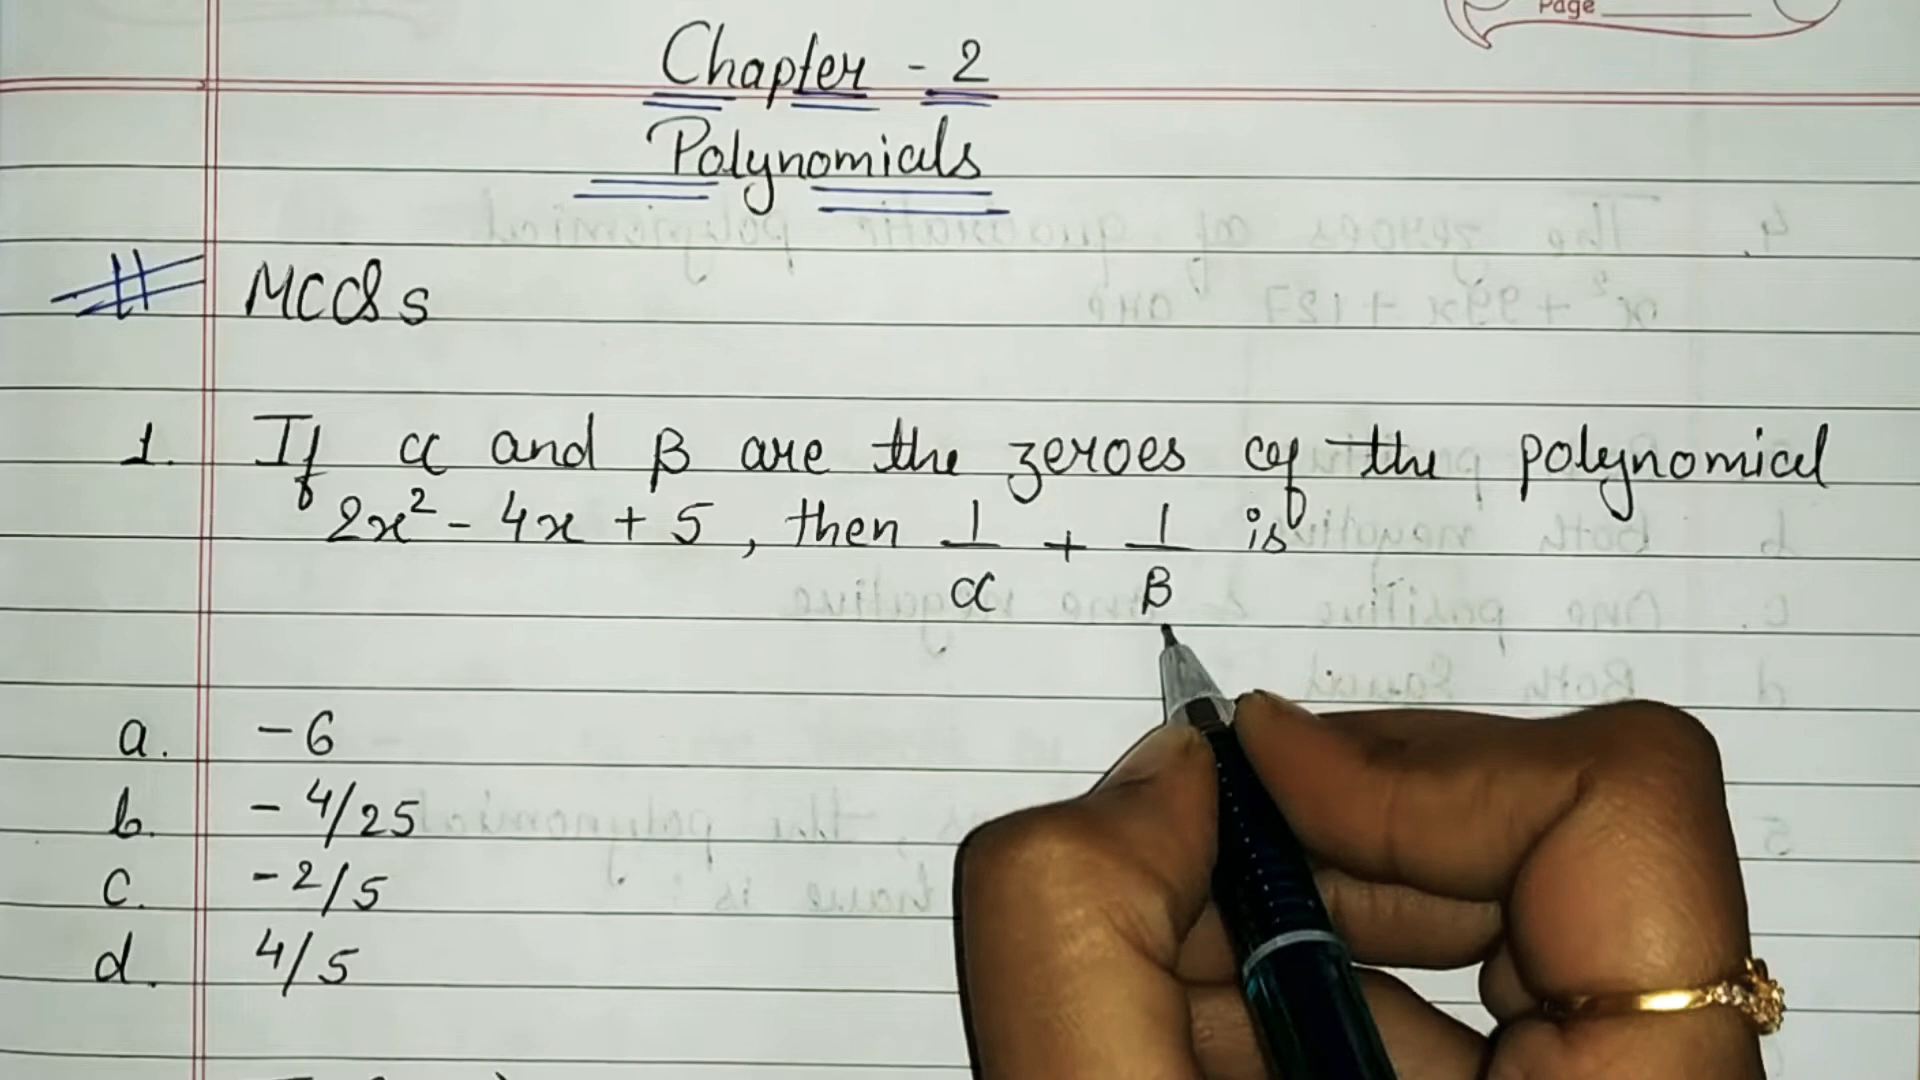 Page
Chapter - 2
Polynomials
# MCQs
1. If α and β are the zeroes of the polynomial
2x² - 4x + 5, then 1/α + 1/β is
a. -6
b. -4/25
c. -2/5
d. 4/5